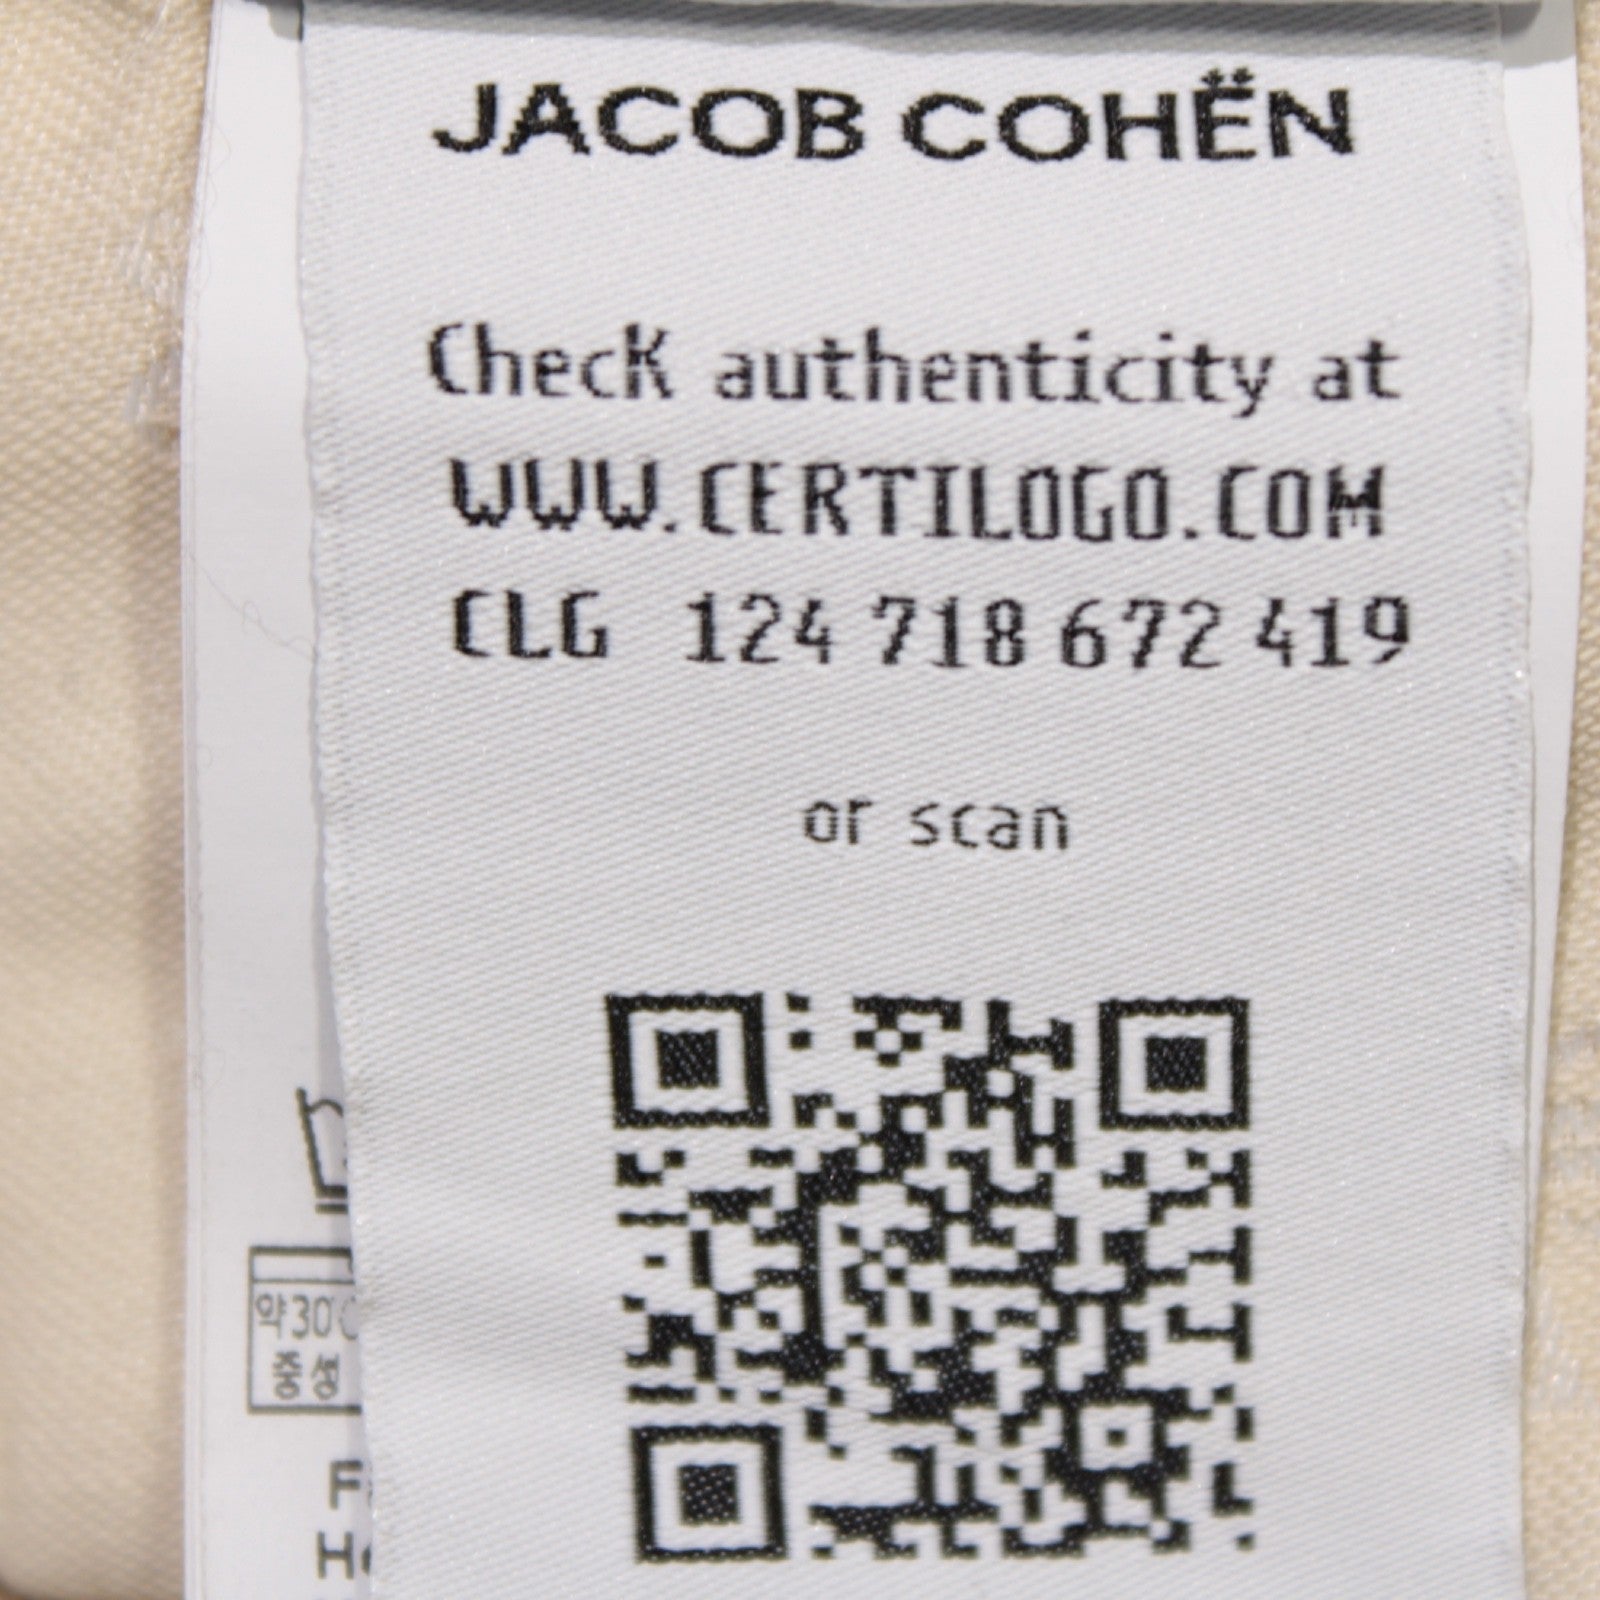 JACOB COHËN
Check authenticity at
WWW.CERTILOGO.COM
CLG 124 718 672 419
or scan
약30
중성